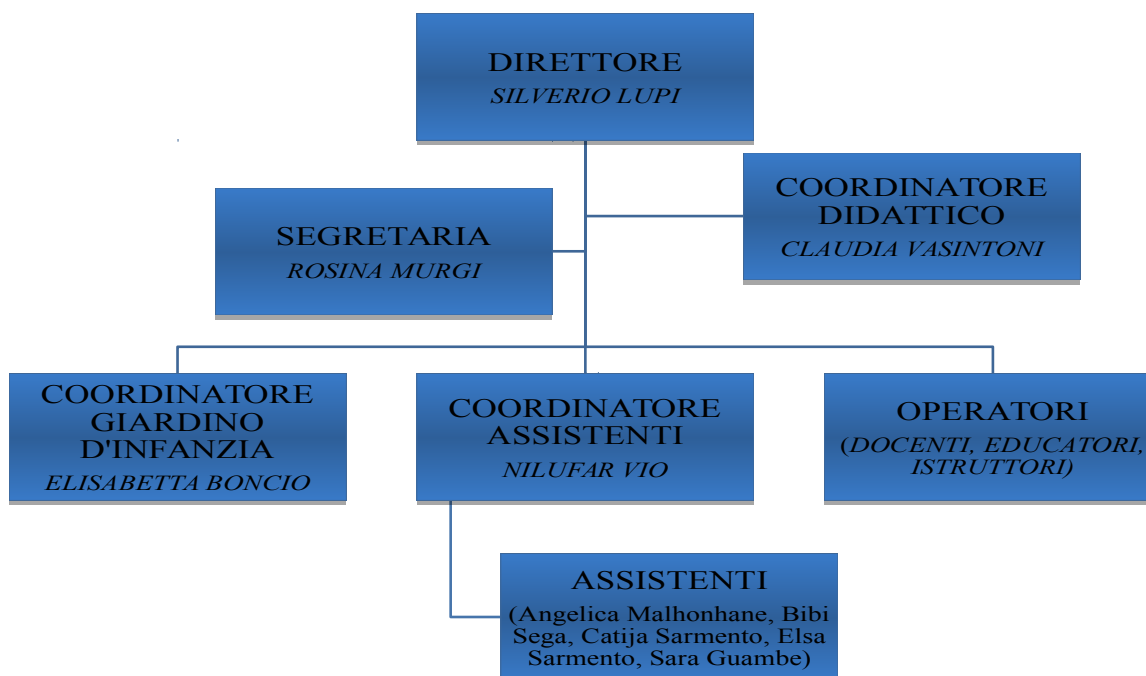 DIRETTORE
SILVERIO LUPI
COORDINATORE
DIDATTICO
CLAUDIA VASINTONI
SEGRETARIA
ROSINA MURGI
COORDINATORE
GIARDINO
D'INFANZIA
ELISABETTA BONCIO
COORDINATORE
ASSISTENTI
NILUFAR VIO
OPERATORI
(DOCENTI, EDUCATORI,
ISTRUTTORI)
ASSISTENTI
(Angelica Malhonhane, Bibi
Sega, Catija Sarmento, Elsa
Sarmento, Sara Guambe)